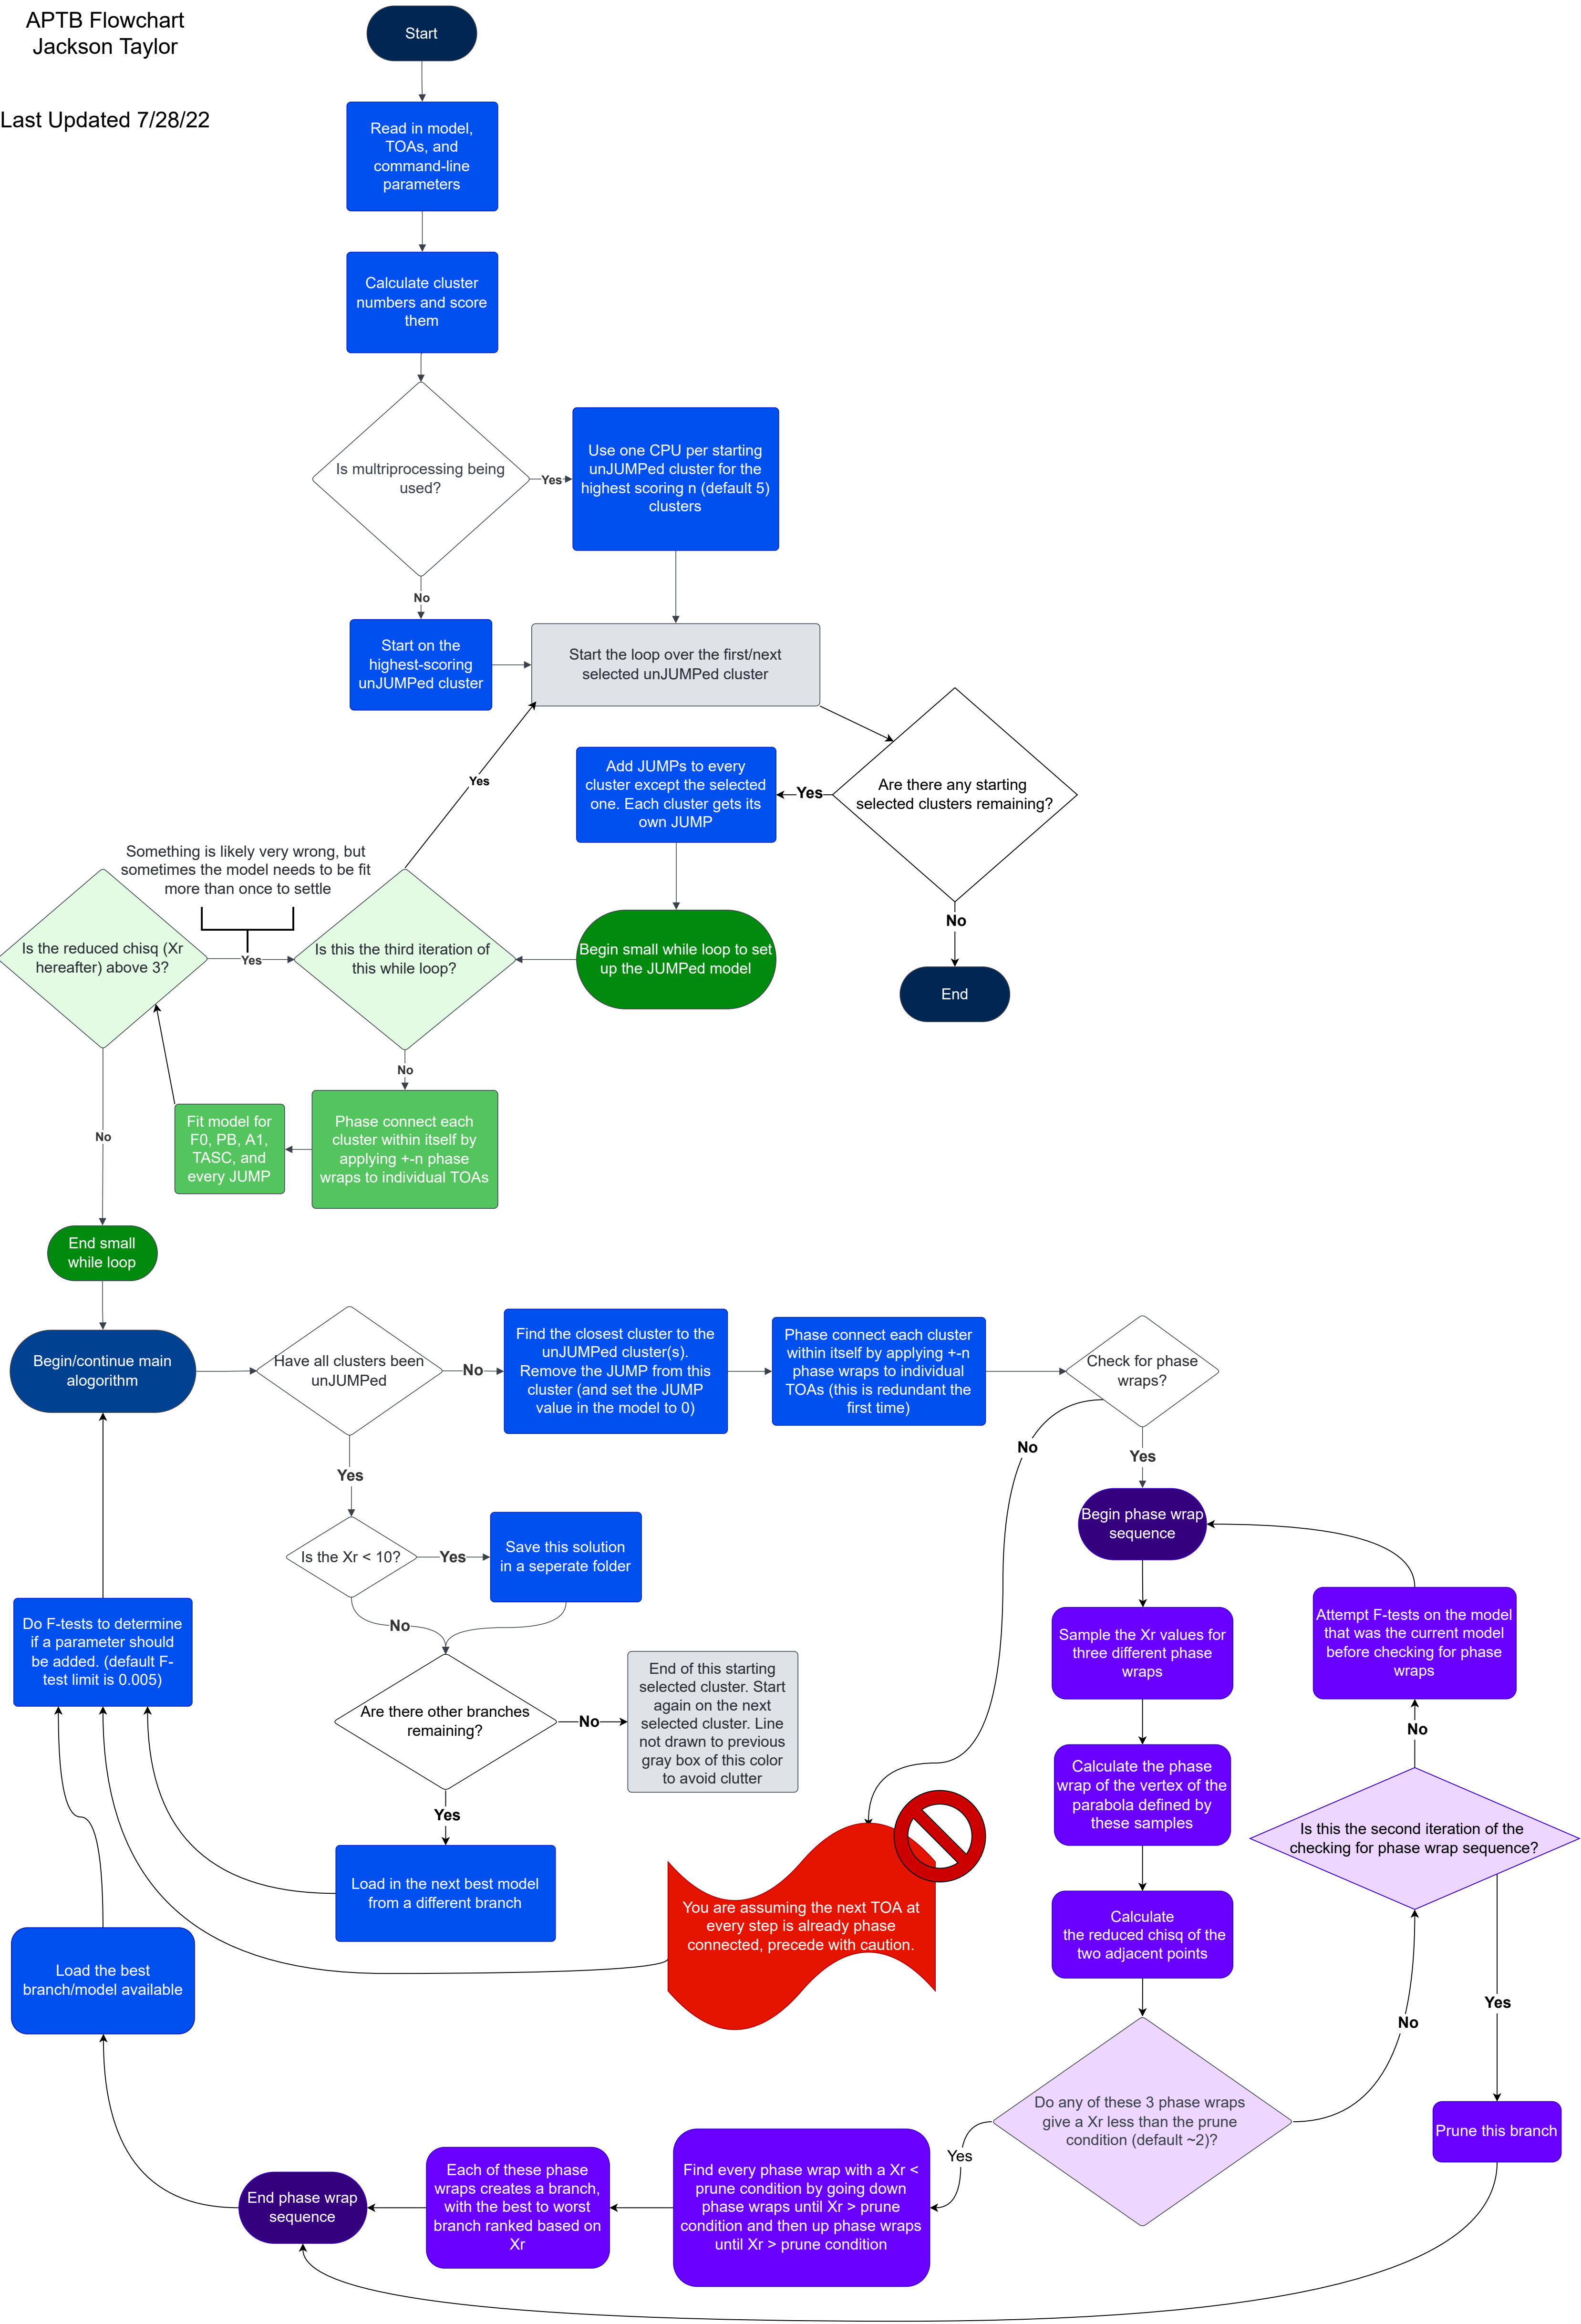 APTB Flowchart
Jackson Taylor
Last Updated 7/28/22
Start
Read in model,
TOAs, and
command-line
parameters
Calculate cluster
numbers and score
them
Is multriprocessing being
used?
Yes
Use one CPU per starting
unJUMPed cluster for the
highest scoring n (default 5)
clusters
No
Start on the
highest-scoring
unJUMPed cluster
Start the loop over the first/next
selected unJUMPed cluster
Are there any starting
selected clusters remaining?
Yes
Add JUMPs to every
cluster except the selected
one. Each cluster gets its
own JUMP
No
End
Begin small while loop to set
up the JUMPed model
Yes
Is this the third iteration of
this while loop?
Something is likely very wrong, but
sometimes the model needs to be fit
more than once to settle
Is the reduced chisq (Xr
hereafter) above 3?
Yes
No
Phase connect each
cluster within itself by
applying +-n phase
wraps to individual TOAs
Fit model for
F0, PB, A1,
TASC, and
every JUMP
No
End small
while loop
Begin/continue main
alogorithm
Have all clusters been
unJUMPed
No
Find the closest cluster to the
unJUMPed cluster(s).
Remove the JUMP from this
cluster (and set the JUMP
value in the model to 0)
Phase connect each cluster
within itself by applying +-n
phase wraps to individual
TOAs (this is redundant the
first time)
Check for phase
wraps?
No
Yes
Yes
Begin phase wrap
sequence
Is the Xr < 10?
Yes
Save this solution
in a seperate folder
No
Do F-tests to determine
if a parameter should
be added. (default F-
test limit is 0.005)
Sample the Xr values for
three different phase
wraps
Attempt F-tests on the model
that was the current model
before checking for phase
wraps
Are there other branches
remaining?
No
End of this starting
selected cluster. Start
again on the next
selected cluster. Line
not drawn to previous
gray box of this color
to avoid clutter
No
Calculate the phase
wrap of the vertex of the
parabola defined by
these samples
Is this the second iteration of the
checking for phase wrap sequence?
Yes
Load in the next best model
from a different branch
You are assuming the next TOA at
every step is already phase
connected, precede with caution.
Calculate
the reduced chisq of the
two adjacent points
Load the best
branch/model available
Yes
No
Do any of these 3 phase wraps
give a Xr less than the prune
condition (default ~2)?
Prune this branch
Yes
Find every phase wrap with a Xr <
prune condition by going down
phase wraps until Xr > prune
condition and then up phase wraps
until Xr > prune condition
Each of these phase
wraps creates a branch,
with the best to worst
branch ranked based on
Xr
End phase wrap
sequence